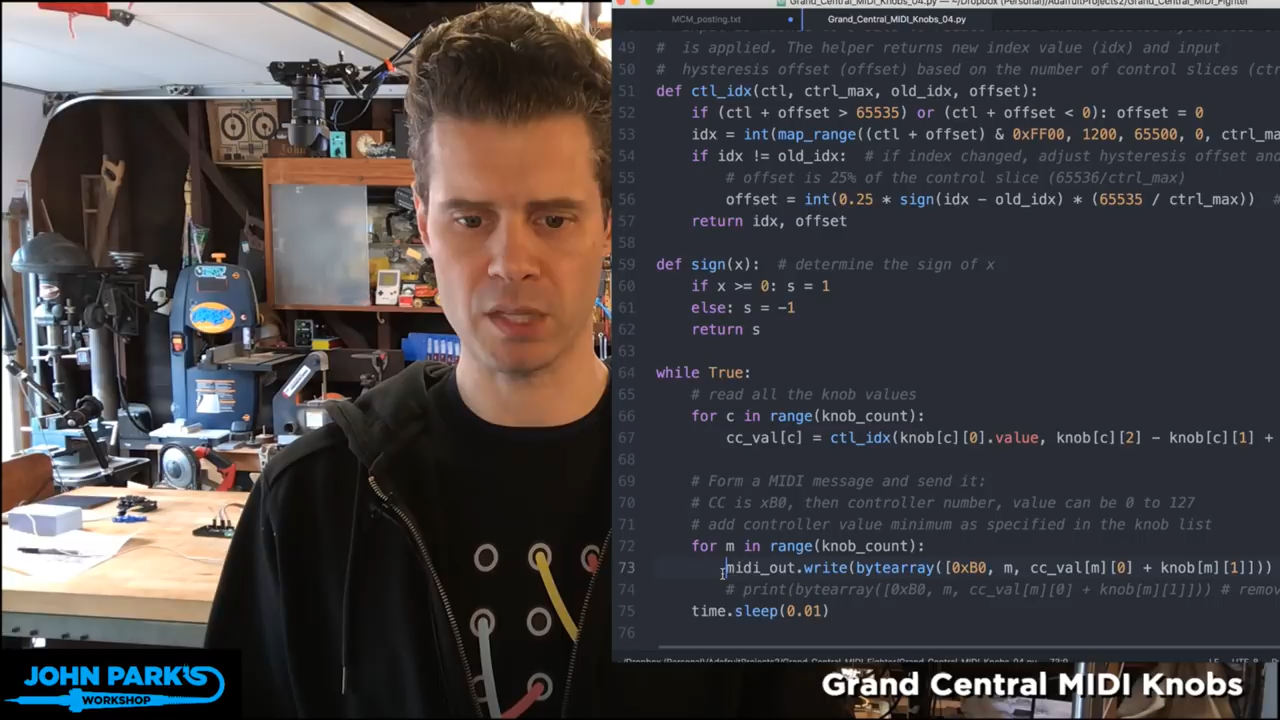 Grand_Central_MIDI_Knobs_04.py — ~/Dropbox (Personal)/AdafruitProjects2/Grand_Central_MIDI_Fighter
MCM_posting.txt
Grand_Central_MIDI_Knobs_04.py
49 # is applied. The helper returns new index value (idx) and input
50 # hysteresis offset (offset) based on the number of control slices (ctr
51 def ctl_idx(ctl, ctrl_max, old_idx, offset):
52 if (ctl + offset > 65535) or (ctl + offset < 0): offset = 0
53 idx = int(map_range((ctl + offset) & 0xFF00, 1200, 65500, 0, ctrl_ma
54 if idx != old_idx: # if index changed, adjust hysteresis offset and
55 # offset is 25% of the control slice (65536/ctrl_max)
56 offset = int(0.25 * sign(idx - old_idx) * (65535 / ctrl_max)) #
57 return idx, offset
58
59 def sign(x): # determine the sign of x
60 if x >= 0: s = 1
61 else: s = -1
62 return s
63
64 while True:
65 # read all the knob values
66 for c in range(knob_count):
67 cc_val[c] = ctl_idx(knob[c][0].value, knob[c][2] - knob[c][1] +
68
69 # Form a MIDI message and send it:
70 # CC is xB0, then controller number, value can be 0 to 127
71 # add controller value minimum as specified in the knob list
72 for m in range(knob_count):
73 midi_out.write(bytearray([0xB0, m, cc_val[m][0] + knob[m][1]]))
74 # print(bytearray([0xB0, m, cc_val[m][0] + knob[m][1]])) # remov
75 time.sleep(0.01)
76
JOHN PARK'S
WORKSHOP
Grand Central MIDI Knobs